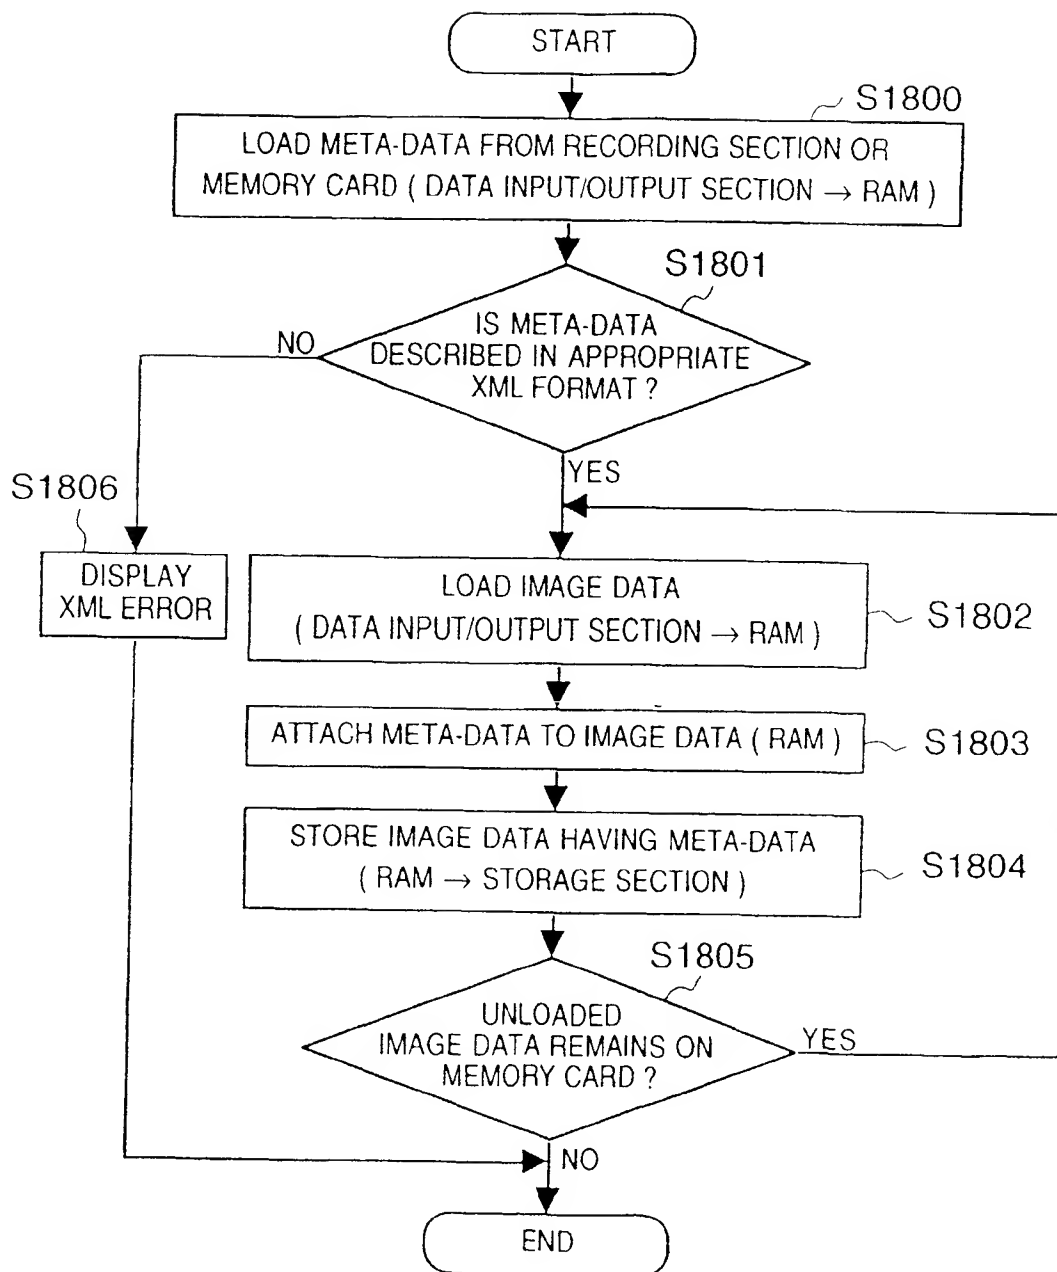 START
S1800
LOAD META-DATA FROM RECORDING SECTION OR
MEMORY CARD ( DATA INPUT/OUTPUT SECTION → RAM )
S1801
IS META-DATA
DESCRIBED IN APPROPRIATE
XML FORMAT ?
NO
YES
S1806
DISPLAY
XML ERROR
LOAD IMAGE DATA
( DATA INPUT/OUTPUT SECTION → RAM )
S1802
ATTACH META-DATA TO IMAGE DATA ( RAM )
S1803
STORE IMAGE DATA HAVING META-DATA
( RAM → STORAGE SECTION )
S1804
S1805
UNLOADED
IMAGE DATA REMAINS ON
MEMORY CARD ?
YES
NO
END